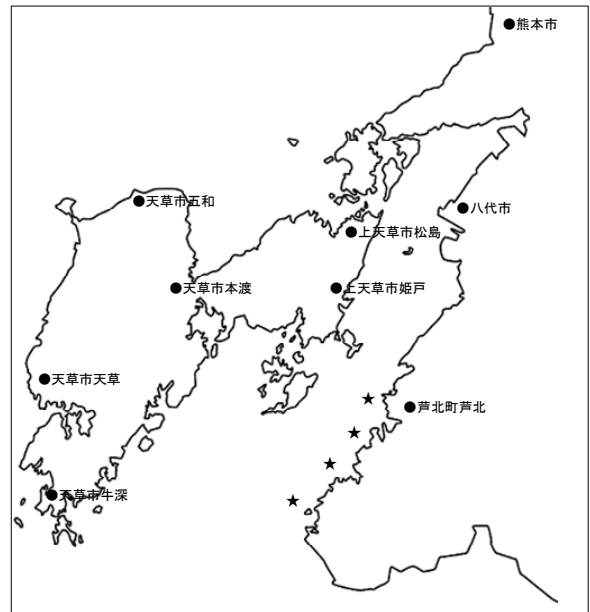 ●熊本市
●天草市五和
●八代市
●上天草市松島
●天草市本渡
●上天草市姫戸
●天草市天草
★
●芦北町芦北
★
★
●天草市牛深
★